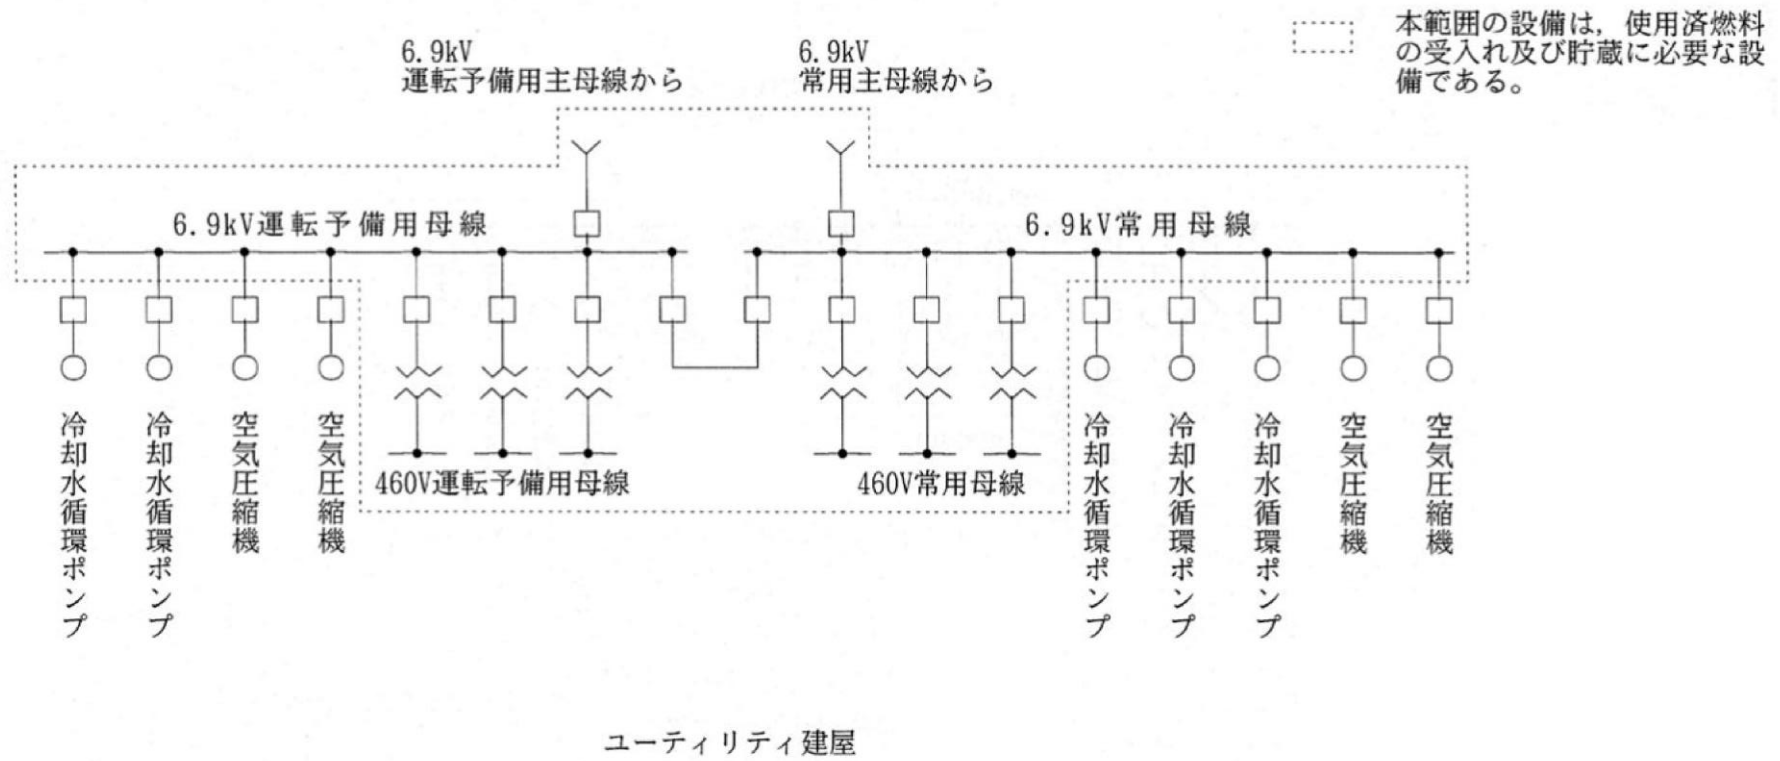 本範囲の設備は，使用済燃料
の受入れ及び貯蔵に必要な設
備である。
6.9kV
運転予備用主母線から
6.9kV
常用主母線から
6.9kV運転予備用母線
6.9kV常用母線
冷却水循環ポンプ
冷却水循環ポンプ
空気圧縮機
空気圧縮機
460V運転予備用母線
460V常用母線
冷却水循環ポンプ
冷却水循環ポンプ
冷却水循環ポンプ
空気圧縮機
空気圧縮機
ユーティリティ建屋